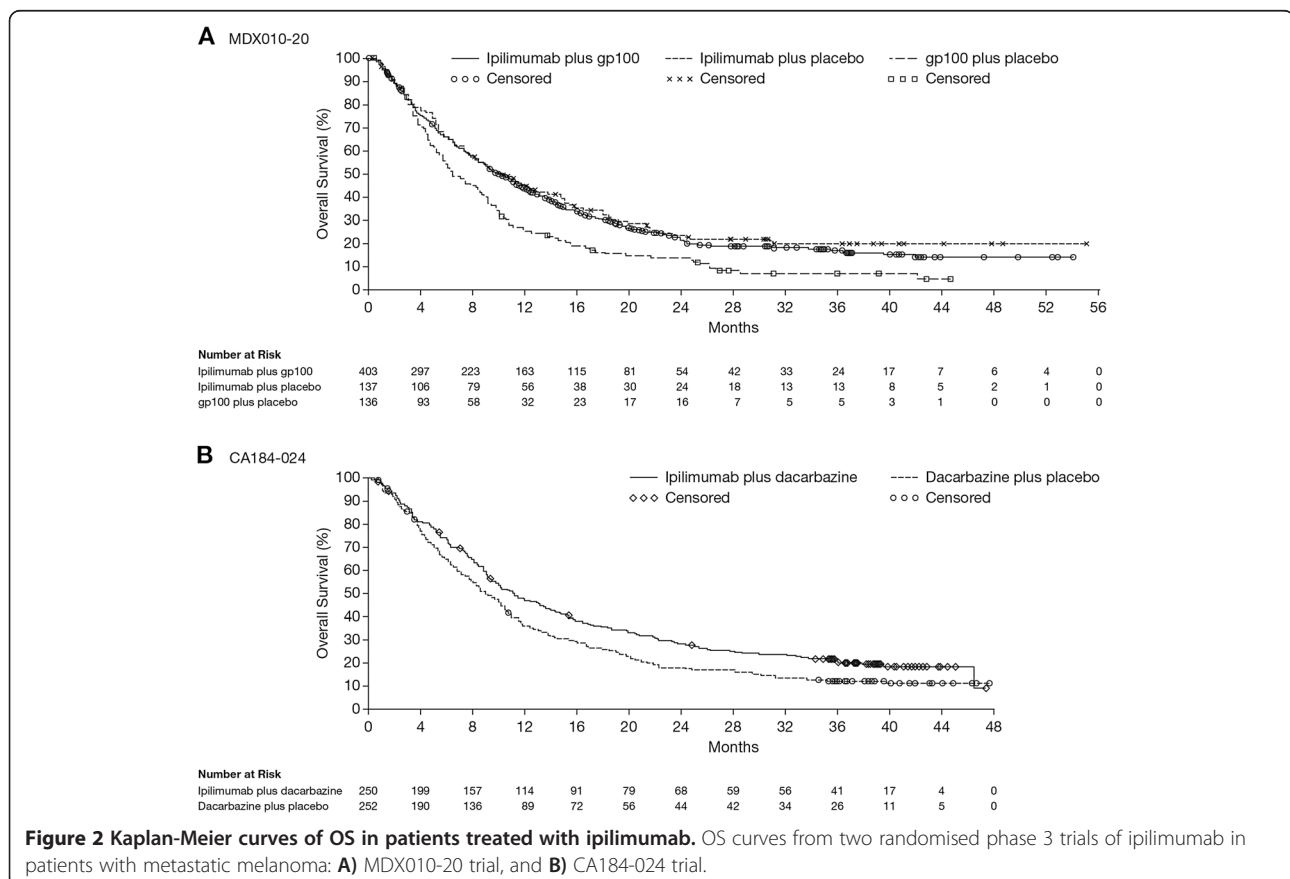 A MDX010-20
Ipilimumab plus gp100 Ipilimumab plus placebo gp100 plus placebo
Censored Censored Censored
Overall Survival (%)
100
90
80
70
60
50
40
30
20
10
0
0 4 8 12 16 20 24 28 32 36 40 44 48 52 56
Months
Number at Risk
Ipilimumab plus gp100 403 297 223 163 115 81 54 42 33 24 17 7 6 4 0
Ipilimumab plus placebo 137 106 79 56 38 30 24 18 13 13 8 5 2 1 0
gp100 plus placebo 136 93 58 32 23 17 16 7 5 5 3 1 0 0 0
B CA184-024
Ipilimumab plus dacarbazine Dacarbazine plus placebo
Censored Censored
Overall Survival (%)
100
90
80
70
60
50
40
30
20
10
0
0 4 8 12 16 20 24 28 32 36 40 44 48
Months
Number at Risk
Ipilimumab plus dacarbazine 250 199 157 114 91 79 68 59 56 41 17 4 0
Dacarbazine plus placebo 252 190 136 89 72 56 44 42 34 26 11 5 0
Figure 2 Kaplan-Meier curves of OS in patients treated with ipilimumab. OS curves from two randomised phase 3 trials of ipilimumab in
patients with metastatic melanoma: A) MDX010-20 trial, and B) CA184-024 trial.